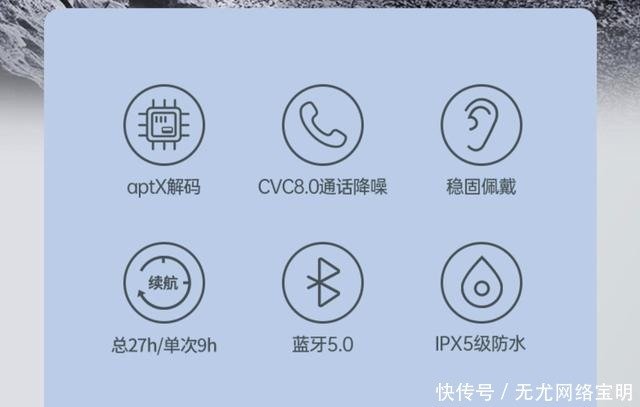 aptX解码
CVC8.0通话降噪
稳固佩戴
续航
总27h/单次9h
蓝牙5.0
IPX5级防水
快传号/无尤网络宝明